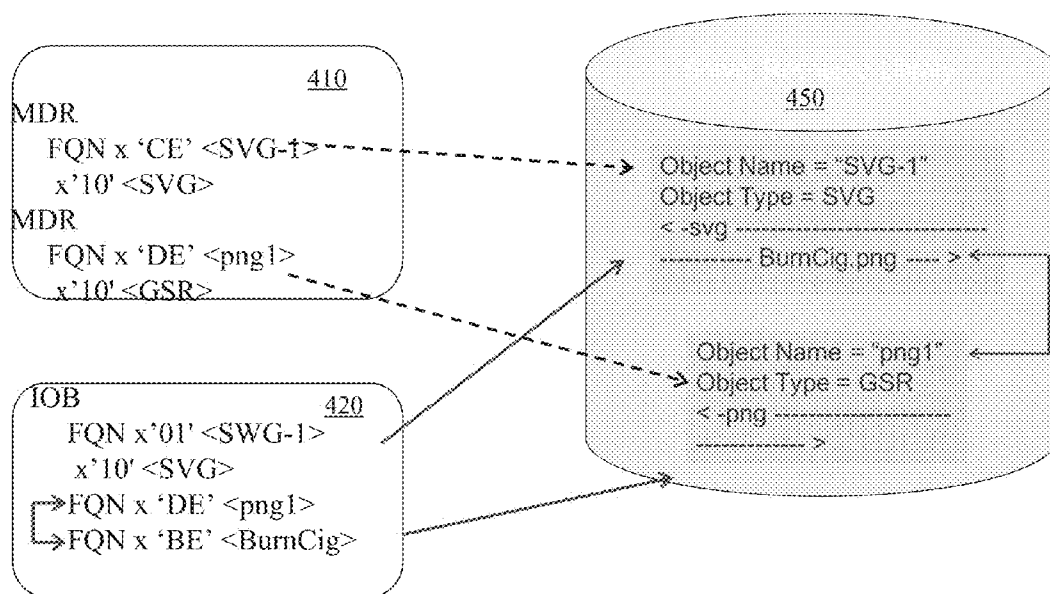 410
MDR
FQN x ‘CE’ <SVG-1>
x’10’ <SVG>
MDR
FQN x ‘DE’ <png1>
x’10’ <GSR>
IOB
420
FQN x’01’ <SWG-1>
x’10’ <SVG>
FQN x ‘DE’ <png1>
FQN x ‘BE’ <BurnCig>
450
Object Name = “SVG-1”
Object Type = SVG
< -svg ------------------------------
-------------- BurnCig.png ---- >
Object Name = “png1”
Object Type = GSR
< -png -------------------------
------------- >